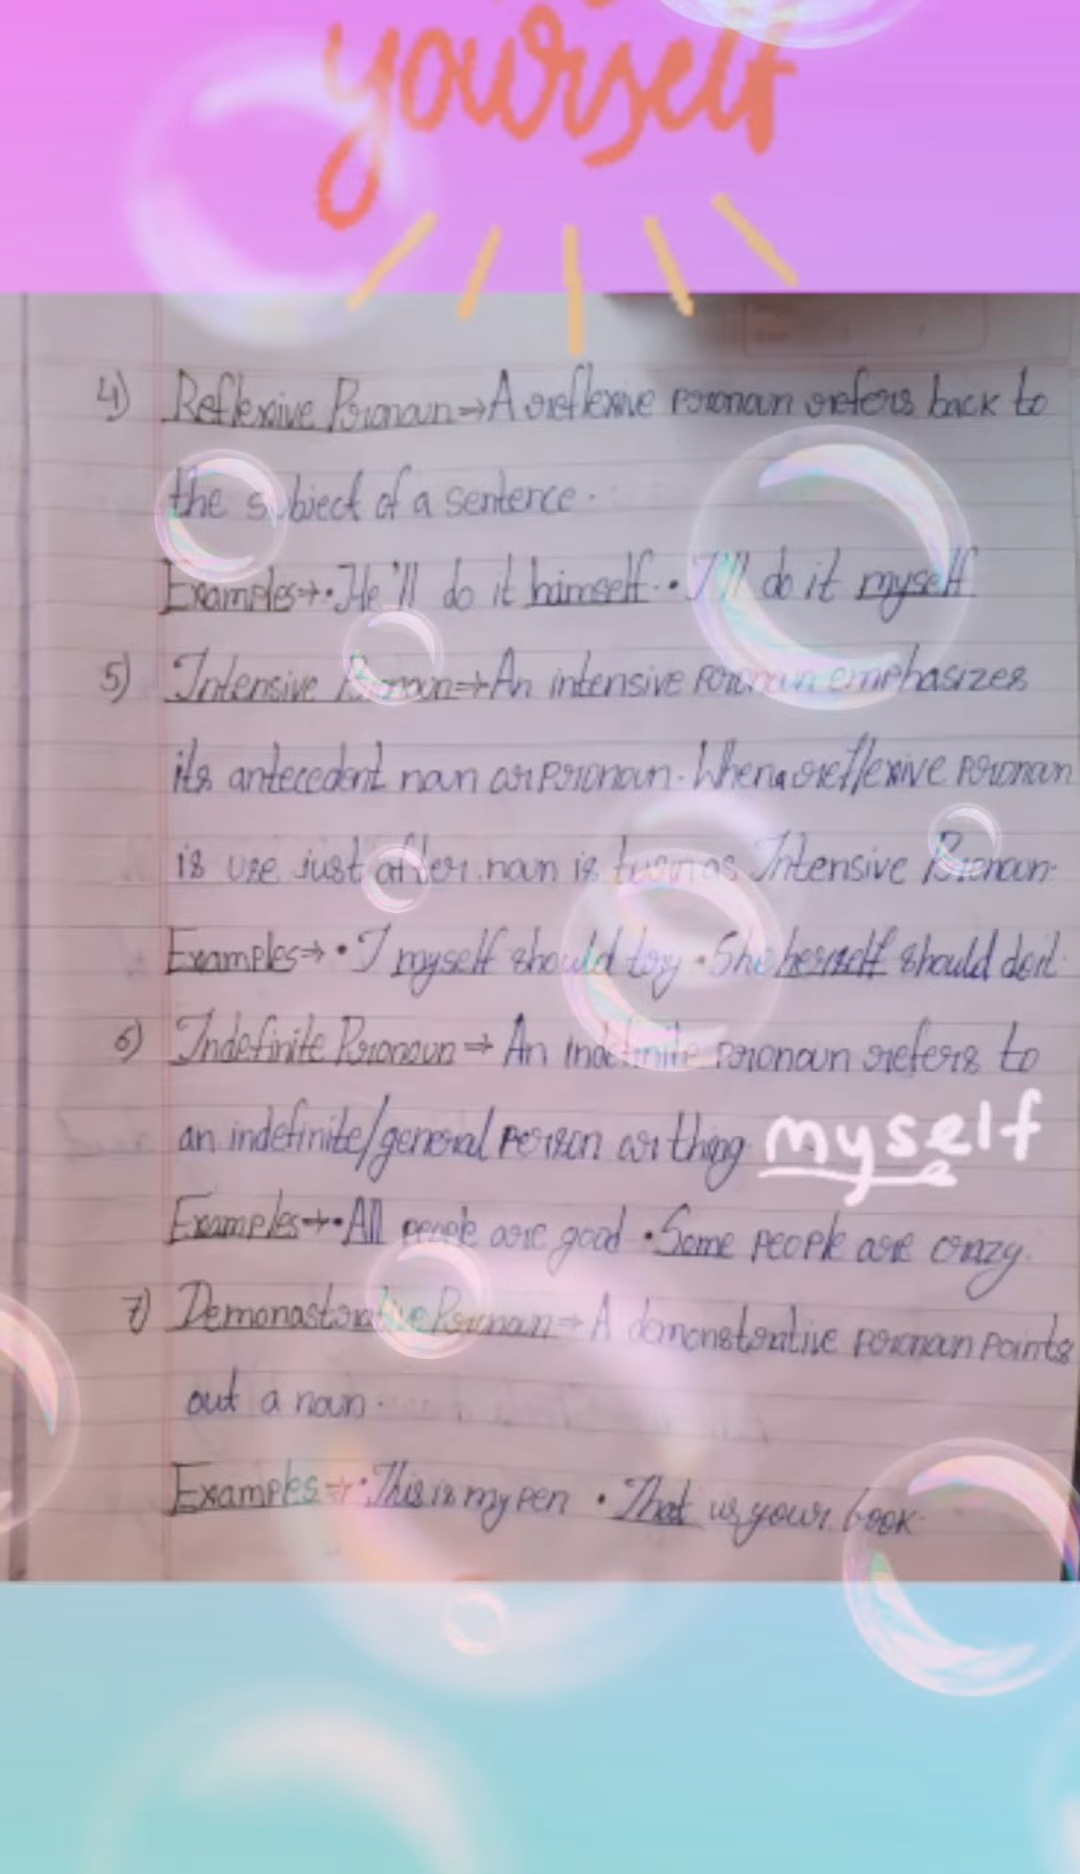 yourself
4) Reflexive Pronoun⇒A reflexive pronoun refers back to
the subject of a sentence.
Examples→•He'll do it himself.•I'll do it myself
5) Intensive Pronoun⇒An intensive pronoun emphasizes
its antecedent noun or pronoun. When a reflexive pronoun
is use just after noun is as Intensive Pronoun.
Examples⇒•I myself should try •She herself should do it.
6) Indefinite Pronoun ⇒ An indefinite pronoun refers to
an indefinite/general person or thing myself
Examples→•All people are good •Some people are crazy.
7) Demonastrative Pronoun⇒A demonstrative pronoun points
out a noun.
Examples→•This is my pen •That is your book.